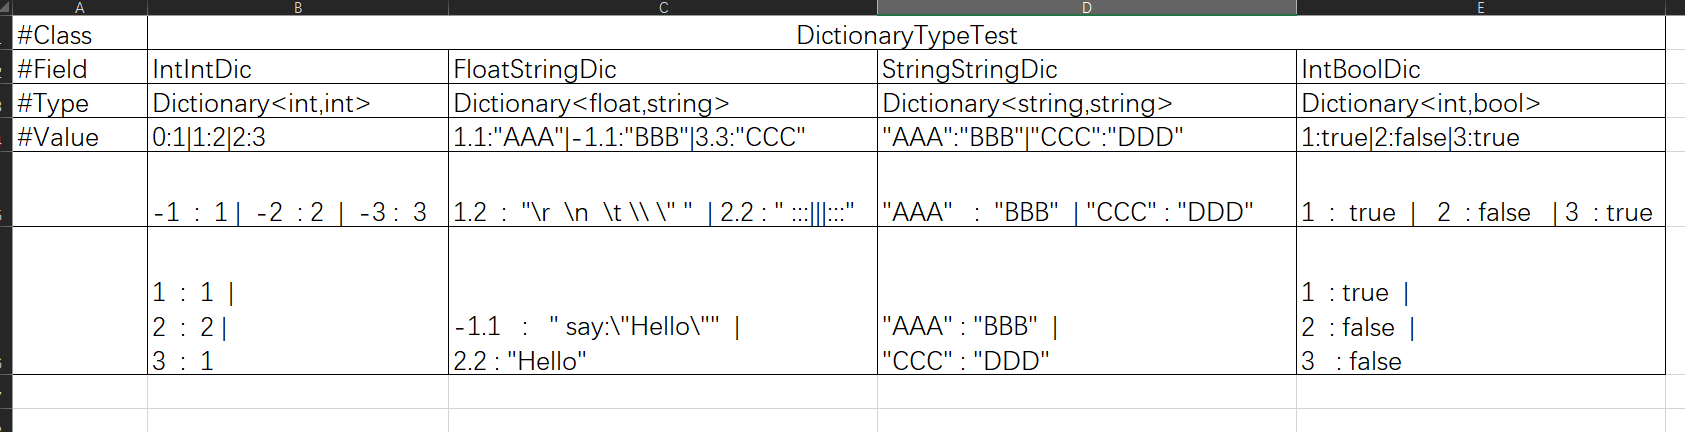 A B C D E
#Class DictionaryTypeTest
#Field IntIntDic FloatStringDic StringStringDic IntBoolDic
#Type Dictionary<int,int> Dictionary<float,string> Dictionary<string,string> Dictionary<int,bool>
#Value 0:1|1:2|2:3 1.1:"AAA"|-1.1:"BBB"|3.3:"CCC" "AAA":"BBB"|"CCC":"DDD" 1:true|2:false|3:true
-1 : 1 | -2 : 2 | -3 : 3 1.2 : "\r \n \t \\ \" " | 2.2 : " :::|||:::" "AAA" : "BBB" | "CCC" : "DDD" 1 : true | 2 : false | 3 : true
1 : 1 | 1 : true |
2 : 2 | -1.1 : " say:\"Hello\"" | "AAA" : "BBB" | 2 : false |
3 : 1 2.2 : "Hello" "CCC" : "DDD" 3 : false